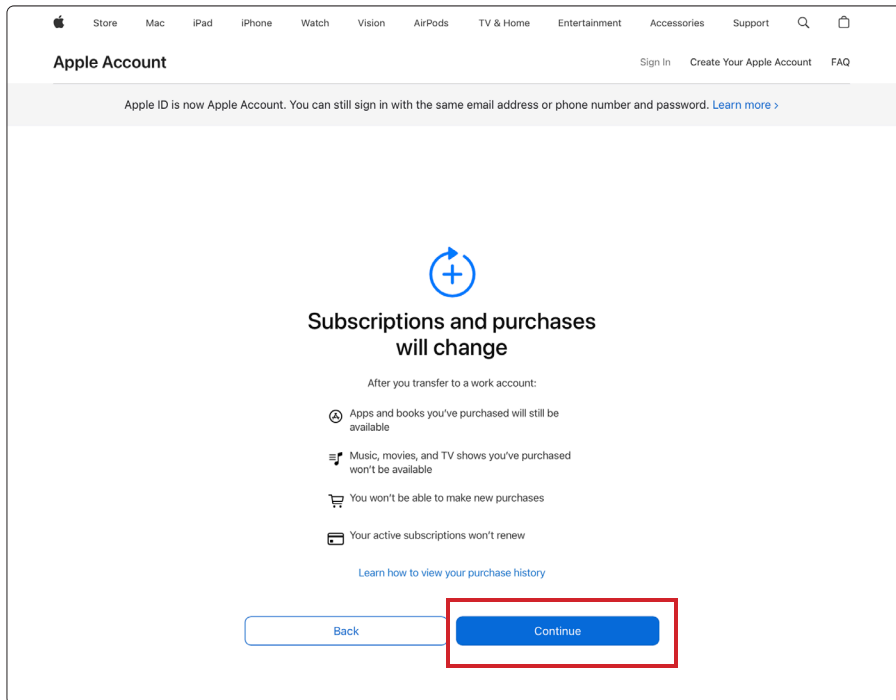 Store Mac iPad iPhone Watch Vision AirPods TV & Home Entertainment Accessories Support
Apple Account
Sign In Create Your Apple Account FAQ
Apple ID is now Apple Account. You can still sign in with the same email address or phone number and password. Learn more >
Subscriptions and purchases
will change
After you transfer to a work account:
Apps and books you've purchased will still be
available
Music, movies, and TV shows you've purchased
won't be available
You won't be able to make new purchases
Your active subscriptions won't renew
Learn how to view your purchase history
Back Continue